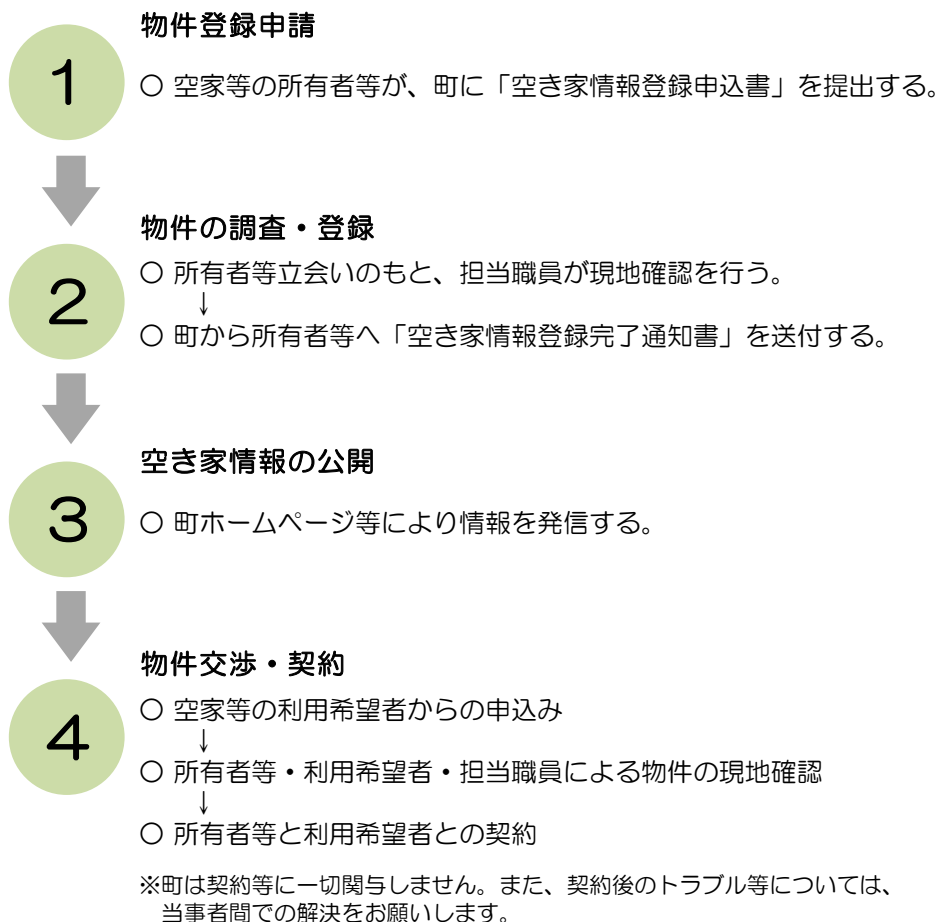 1
物件登録申請
○ 空家等の所有者等が、町に「空き家情報登録申込書」を提出する。
2
物件の調査・登録
○ 所有者等立会いのもと、担当職員が現地確認を行う。
↓
○ 町から所有者等へ「空き家情報登録完了通知書」を送付する。
3
空き家情報の公開
○ 町ホームページ等により情報を発信する。
4
物件交渉・契約
○ 空家等の利用希望者からの申込み
↓
○ 所有者等・利用希望者・担当職員による物件の現地確認
↓
○ 所有者等と利用希望者との契約
※町は契約等に一切関与しません。また、契約後のトラブル等については、
当事者間での解決をお願いします。